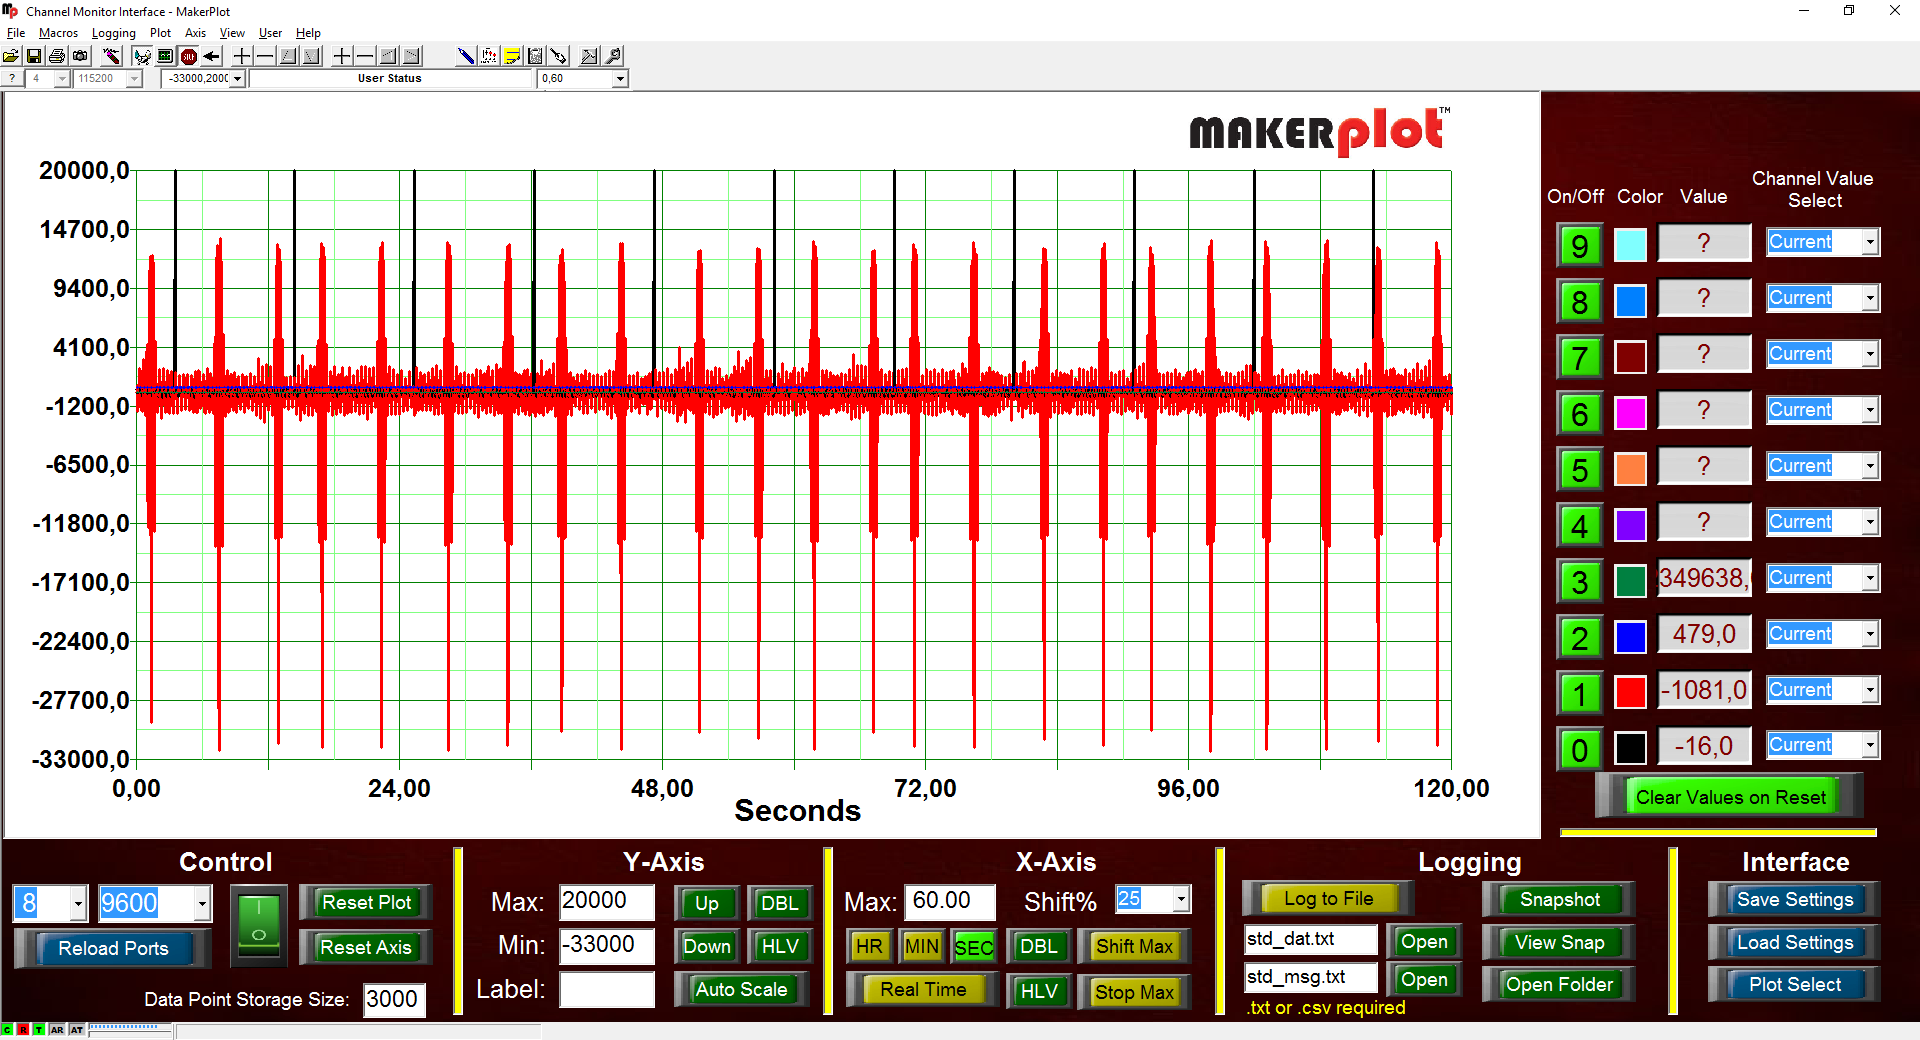 Channel Monitor Interface - MakerPlot
File Macros Logging Plot Axis View User Help
? 4 115200 -33000,2000 User Status 0,60
MAKERplot™
20000,0
14700,0
9400,0
4100,0
-1200,0
-6500,0
-11800,0
-17100,0
-22400,0
-27700,0
-33000,0
0,00 24,00 48,00 72,00 96,00 120,00
Seconds
On/Off Color Value Channel Value
Select
9 ? Current
8 ? Current
7 ? Current
6 ? Current
5 ? Current
4 ? Current
3 349638, Current
2 479,0 Current
1 -1081,0 Current
0 -16,0 Current
Clear Values on Reset
Control
8 9600 Reset Plot
Reload Ports Reset Axis
Data Point Storage Size: 3000
Y-Axis
Max: 20000 Up DBL
Min: -33000 Down HLV
Label: Auto Scale
X-Axis
Max: 60.00 Shift% 25
HR MIN SEC DBL Shift Max
Real Time HLV Stop Max
Logging
Log to File Snapshot
std_dat.txt Open View Snap
std_msg.txt Open Open Folder
.txt or .csv required
Interface
Save Settings
Load Settings
Plot Select
C R T AR AT